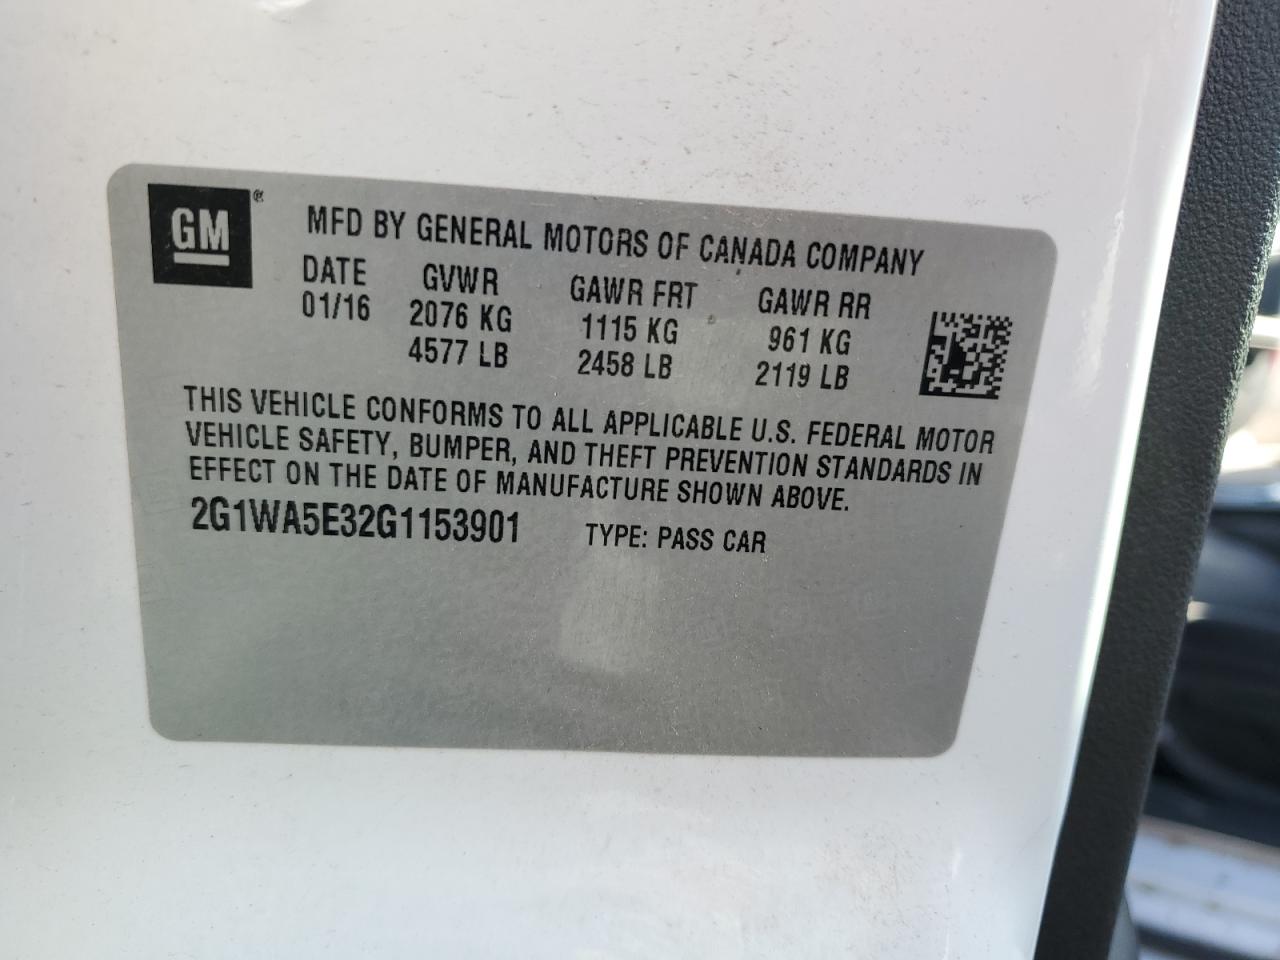 GM ®
MFD BY GENERAL MOTORS OF CANADA COMPANY
DATE GVWR GAWR FRT GAWR RR
01/16 2076 KG 1115 KG 961 KG
4577 LB 2458 LB 2119 LB
THIS VEHICLE CONFORMS TO ALL APPLICABLE U.S. FEDERAL MOTOR
VEHICLE SAFETY, BUMPER, AND THEFT PREVENTION STANDARDS IN
EFFECT ON THE DATE OF MANUFACTURE SHOWN ABOVE.
2G1WA5E32G1153901 TYPE: PASS CAR